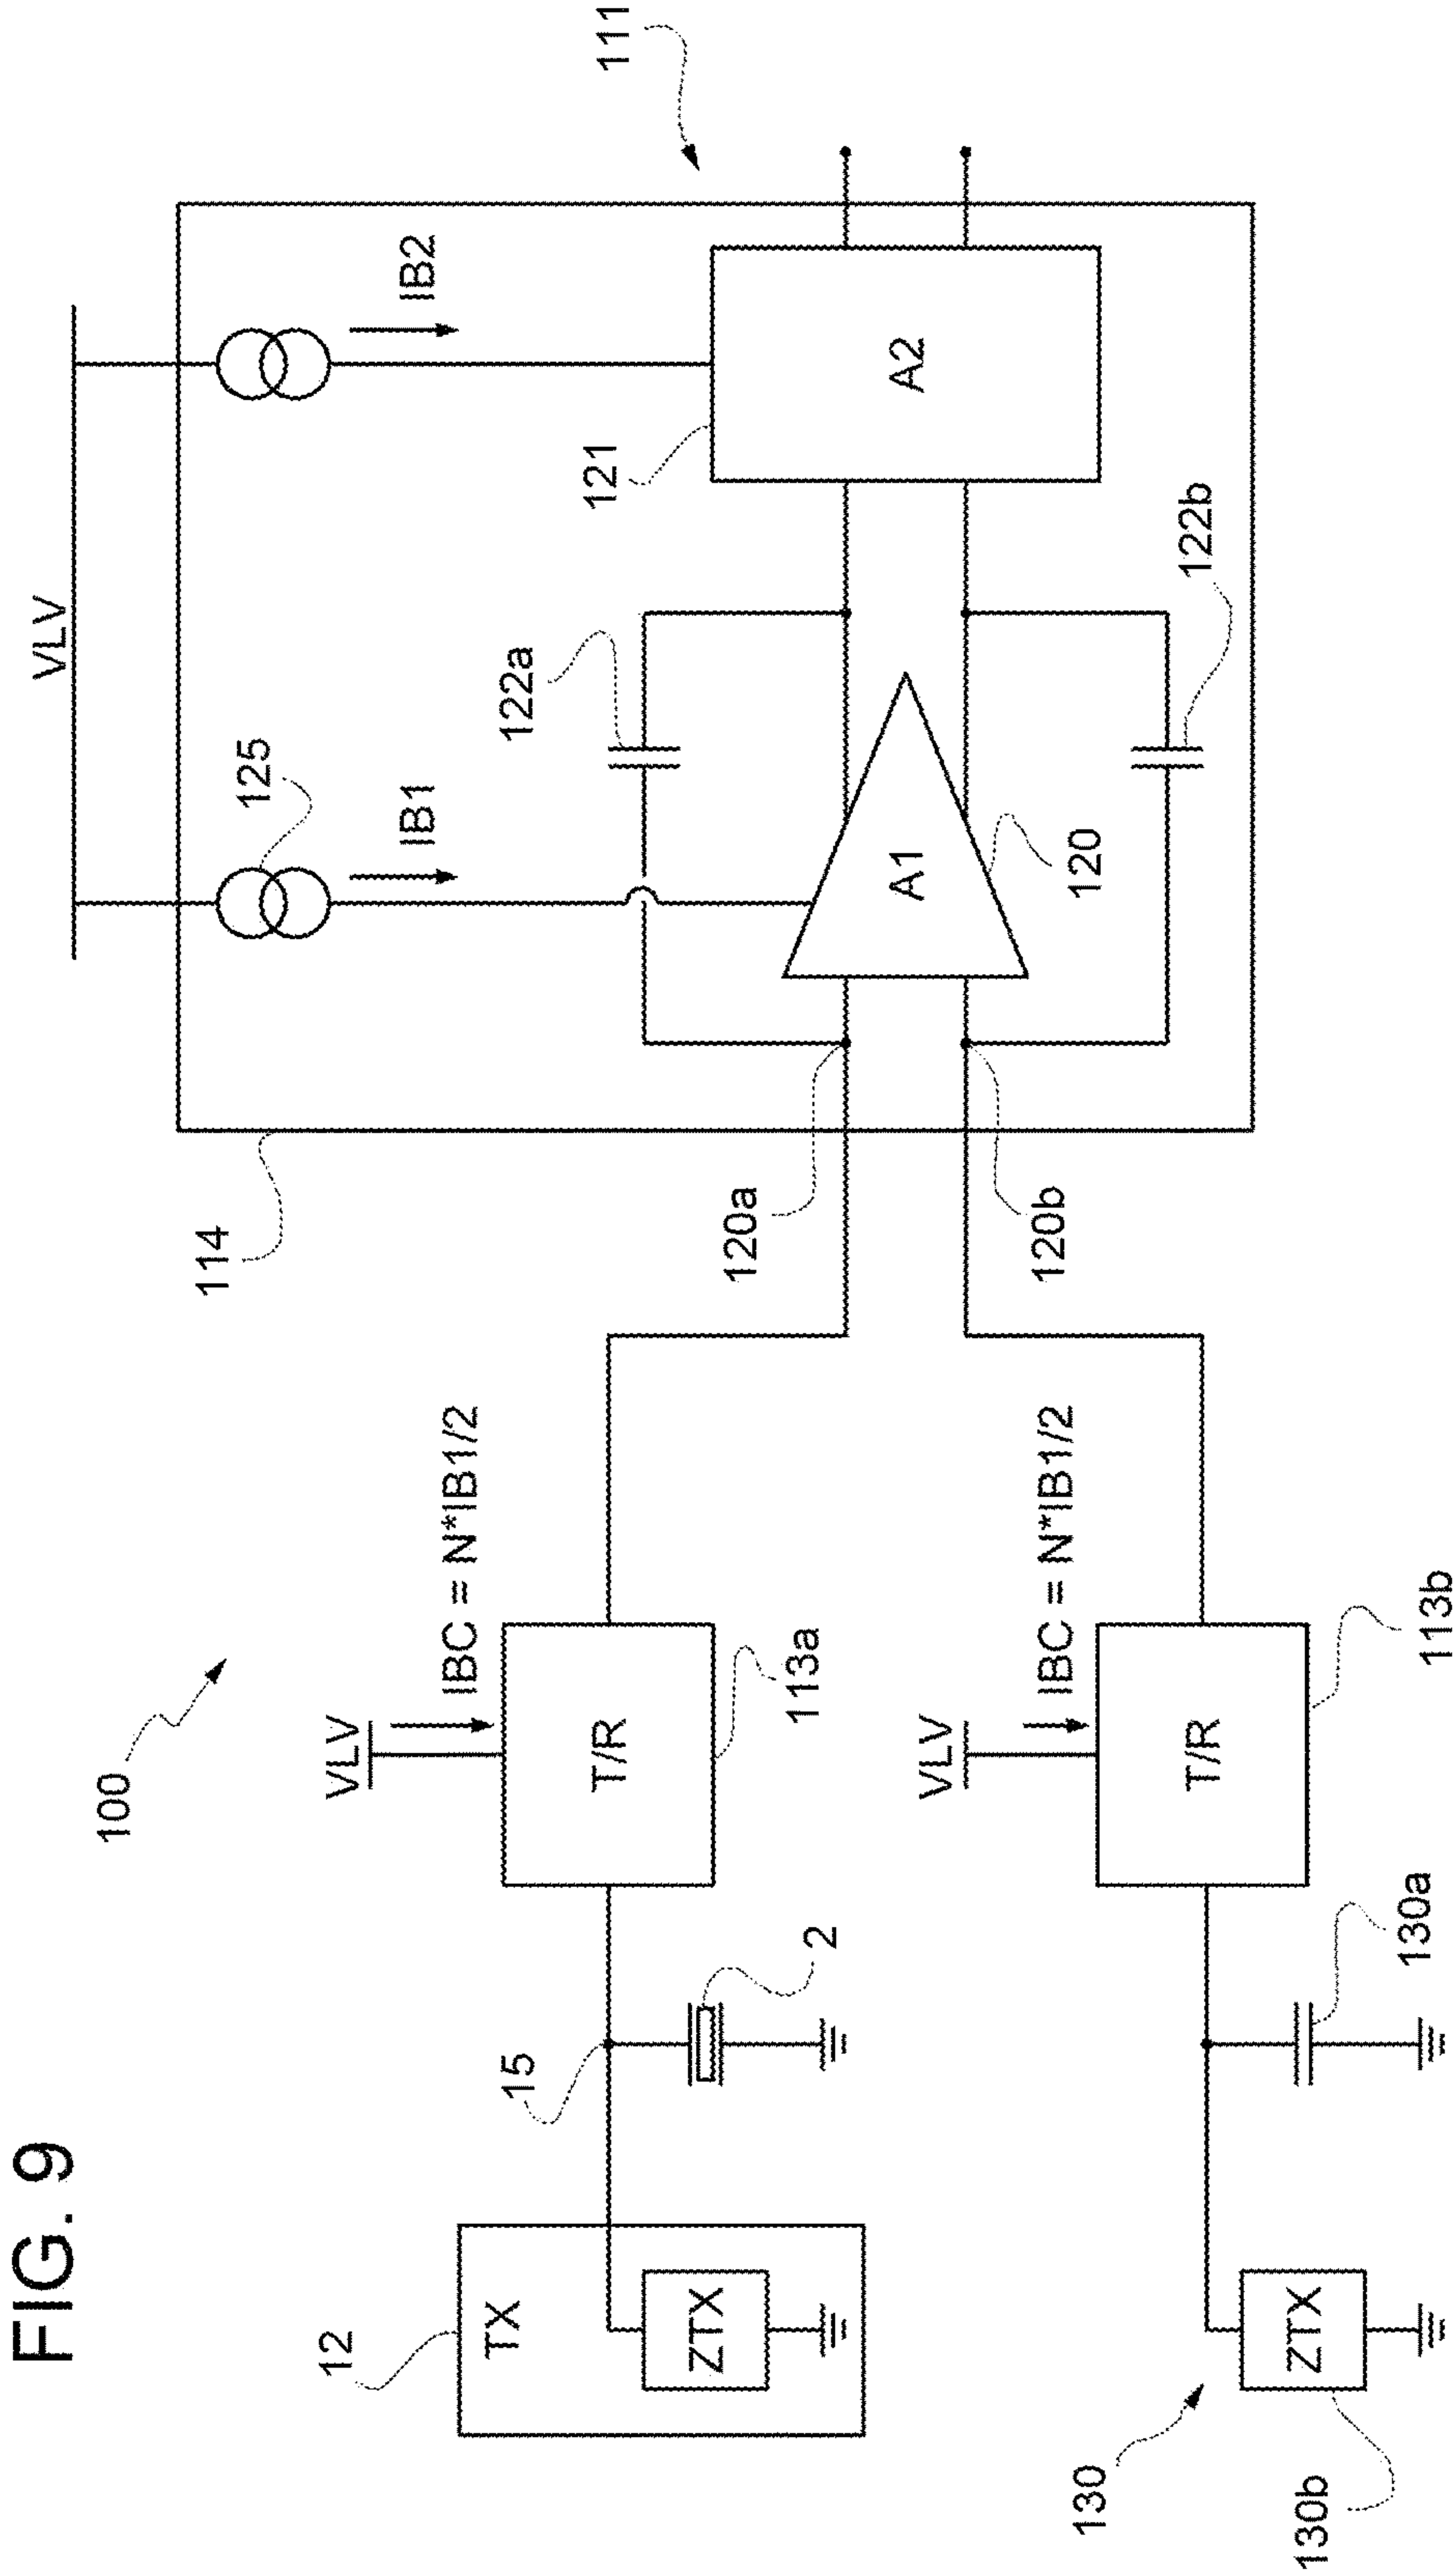 FIG. 9
100
VLV
111
114
125
IB1
IB2
122a
121
A1
A2
120
122b
120a
120b
12
TX
ZTX
15
2
VLV
IBC = N*IB1/2
T/R
113a
VLV
IBC = N*IB1/2
T/R
113b
130
ZTX
130b
130a